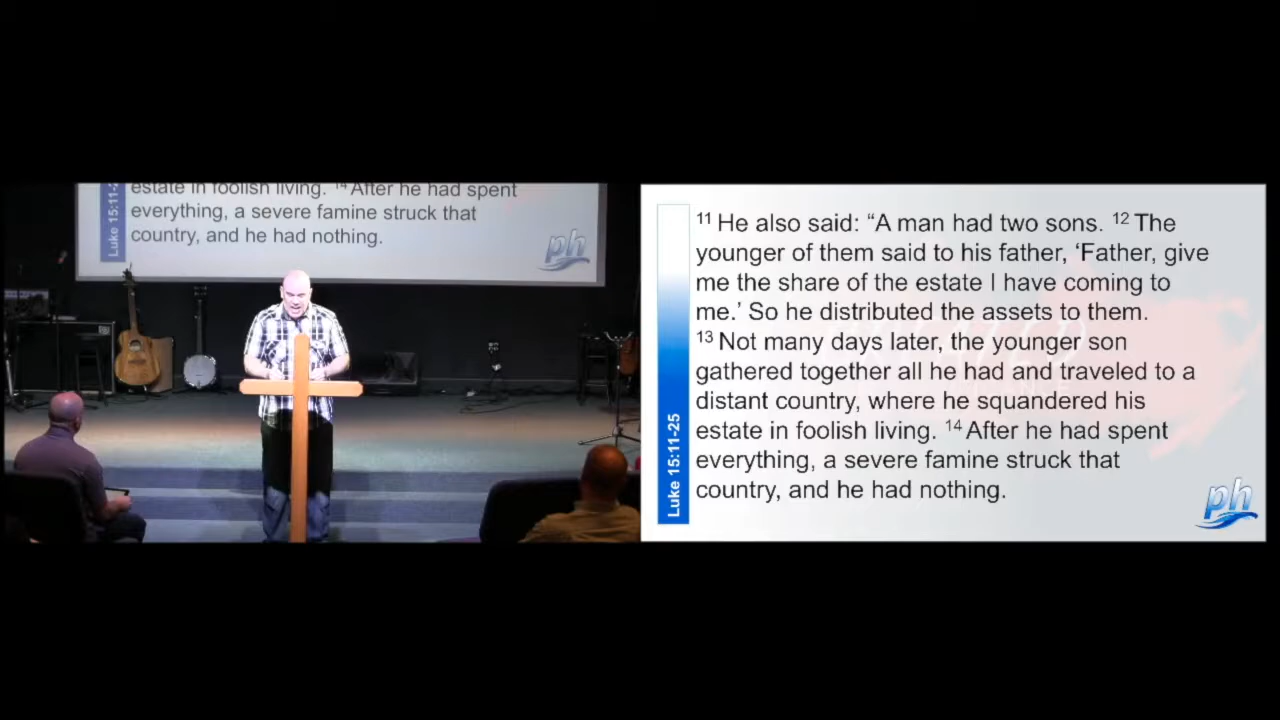 estate in foolish living. 14 After he had spent
everything, a severe famine struck that
country, and he had nothing.
Luke 15:11-2
ph
11 He also said: “A man had two sons. 12 The
younger of them said to his father, ‘Father, give
me the share of the estate I have coming to
me.’ So he distributed the assets to them.
13 Not many days later, the younger son
gathered together all he had and traveled to a
distant country, where he squandered his
estate in foolish living. 14 After he had spent
everything, a severe famine struck that
country, and he had nothing.
Luke 15:11-25
ph